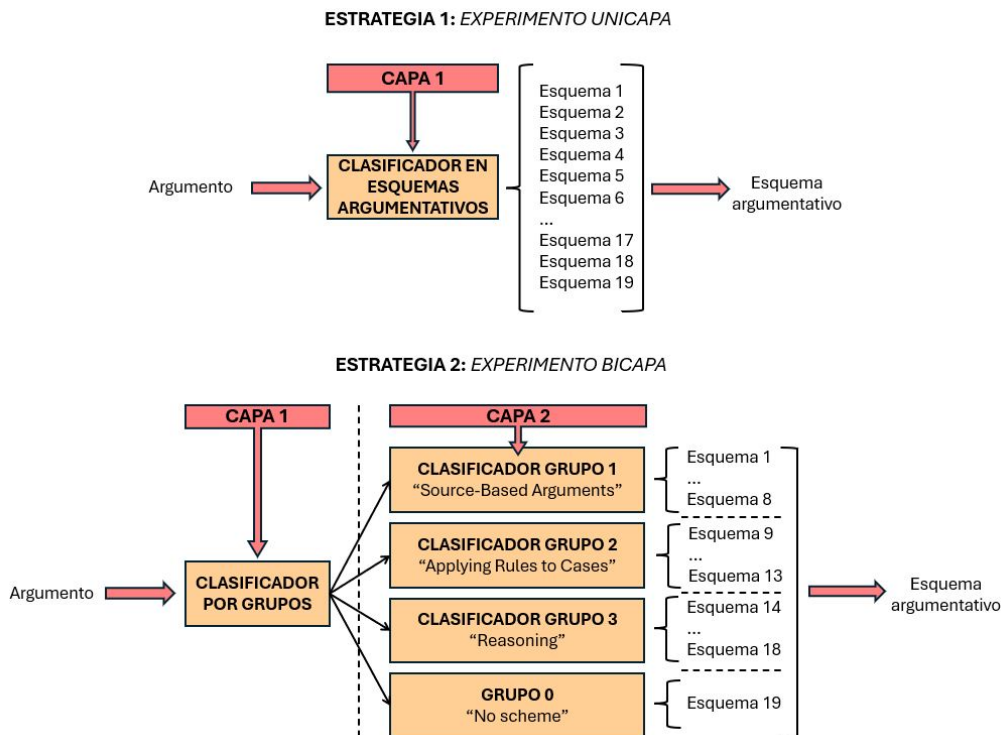 ESTRATEGIA 1: EXPERIMENTO UNICAPA
CAPA 1
Argumento
CLASIFICADOR EN
ESQUEMAS
ARGUMENTATIVOS
Esquema 1
Esquema 2
Esquema 3
Esquema 4
Esquema 5
Esquema 6
...
Esquema 17
Esquema 18
Esquema 19
Esquema
argumentativo
ESTRATEGIA 2: EXPERIMENTO BICAPA
CAPA 1
CAPA 2
Argumento
CLASIFICADOR
POR GRUPOS
CLASIFICADOR GRUPO 1
“Source-Based Arguments”
Esquema 1
...
Esquema 8
CLASIFICADOR GRUPO 2
“Applying Rules to Cases”
Esquema 9
...
Esquema 13
CLASIFICADOR GRUPO 3
“Reasoning”
Esquema 14
...
Esquema 18
GRUPO 0
“No scheme”
Esquema 19
Esquema
argumentativo